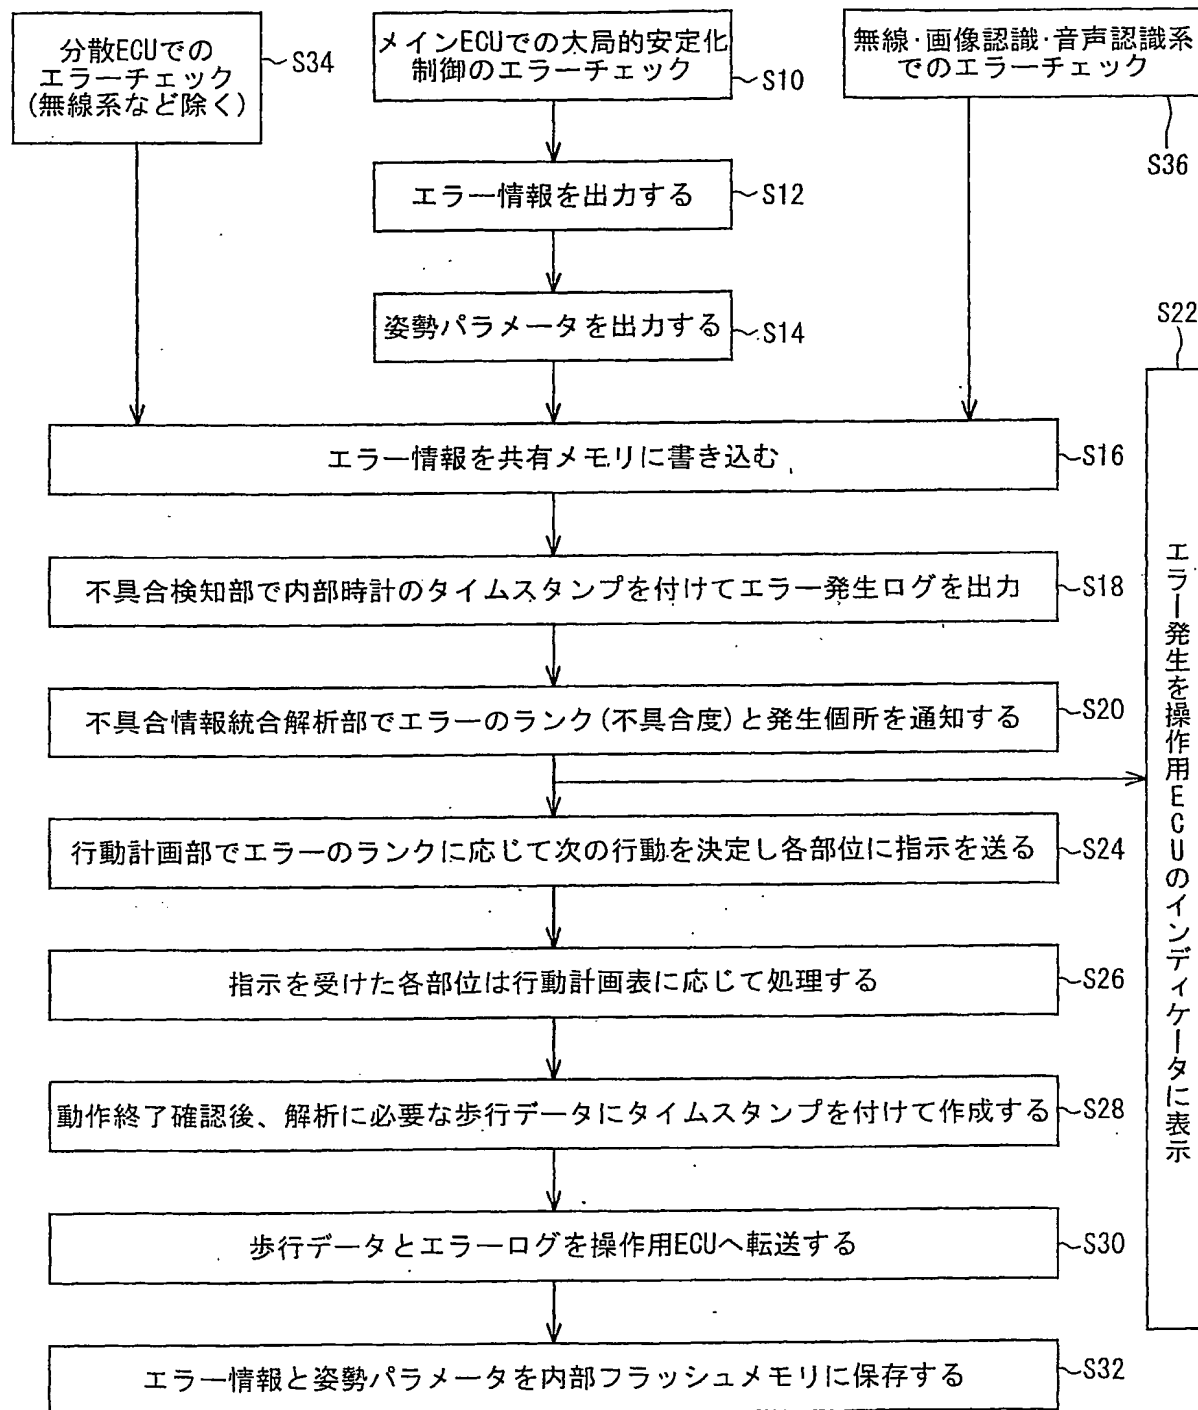 分散ECUでの
エラーチェック
(無線系など除く)
S34
メインECUでの大局的安定化
制御のエラーチェック
S10
無線・画像認識・音声認識系
でのエラーチェック
S36
エラー情報を出力する
S12
姿勢パラメータを出力する
S14
S22
エラー発生を操作用ECUのインディケータに表示
エラー情報を共有メモリに書き込む
S16
不具合検知部で内部時計のタイムスタンプを付けてエラー発生ログを出力
S18
不具合情報統合解析部でエラーのランク(不具合度)と発生個所を通知する
S20
行動計画部でエラーのランクに応じて次の行動を決定し各部位に指示を送る
S24
指示を受けた各部位は行動計画表に応じて処理する
S26
動作終了確認後、解析に必要な歩行データにタイムスタンプを付けて作成する
S28
歩行データとエラーログを操作用ECUへ転送する
S30
エラー情報と姿勢パラメータを内部フラッシュメモリに保存する
S32